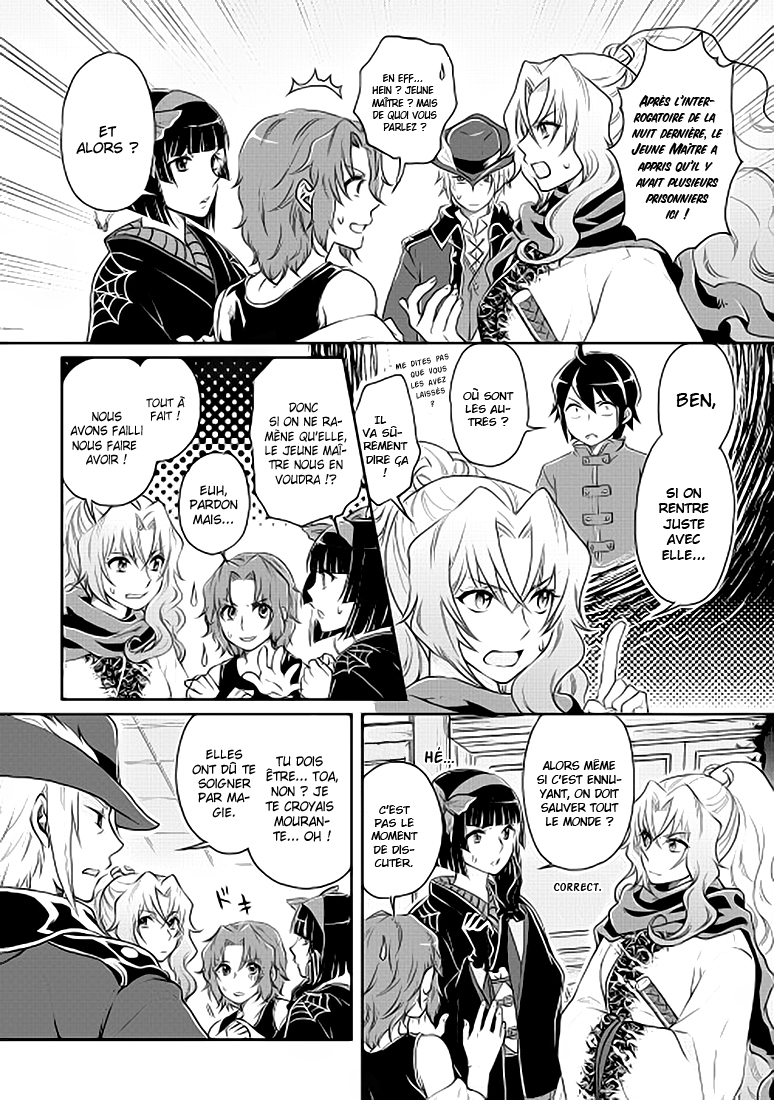 APRÈS L'INTER-
ROGATOIRE DE LA
NUIT DERNIÈRE, LE
JEUNE MAÎTRE A
APPRIS QU'IL Y
AVAIT PLUSIEURS
PRISONNIERS
ICI !
EN EFF...
HEIN ? JEUNE
MAÎTRE ? MAIS
DE QUOI VOUS
PARLEZ ?
ET
ALORS ?
BEN,
SI ON
RENTRE
JUSTE
AVEC
ELLE...
OÙ SONT
LES AU-
TRES ?
ME DITES PAS
QUE VOUS
LES AVEZ
LAISSÉS
?
IL
VA SÛ-
REMENT
DIRE ÇA !
DONC
SI ON NE RA-
MÈNE QU'ELLE,
LE JEUNE MAÎ-
TRE NOUS EN
VOUDRA !?
EUH,
PARDON
MAIS...
TOUT À
FAIT !
NOUS
AVONS FAILLI
NOUS FAIRE
AVOIR !
ALORS MÊME
SI C'EST ENNU-
YANT, ON DOIT
SAUVER TOUT
LE MONDE ?
CORRECT.
HÉ...
C'EST
PAS LE
MOMENT
DE DIS-
CUTER.
TU DOIS
ÊTRE... TOA,
NON ? JE
TE CROYAIS
MOURAN-
TE... OH !
ELLES
ONT DÛ TE
SOIGNER
PAR MA-
GIE.
ドキ